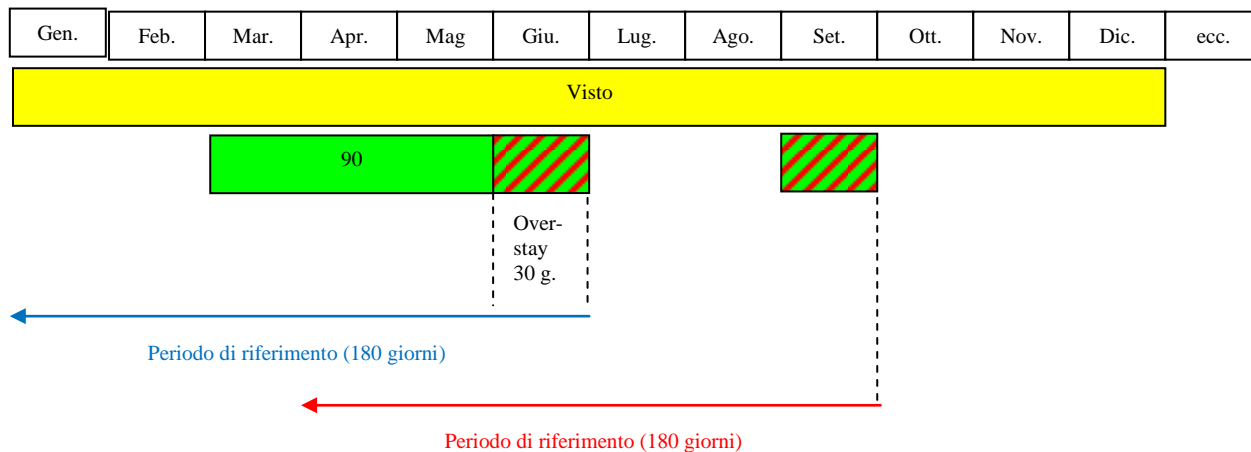 Gen. Feb. Mar. Apr. Mag Giu. Lug. Ago. Set. Ott. Nov. Dic. ecc.
Visto
90
Over-
stay
30 g.
Periodo di riferimento (180 giorni)
Periodo di riferimento (180 giorni)